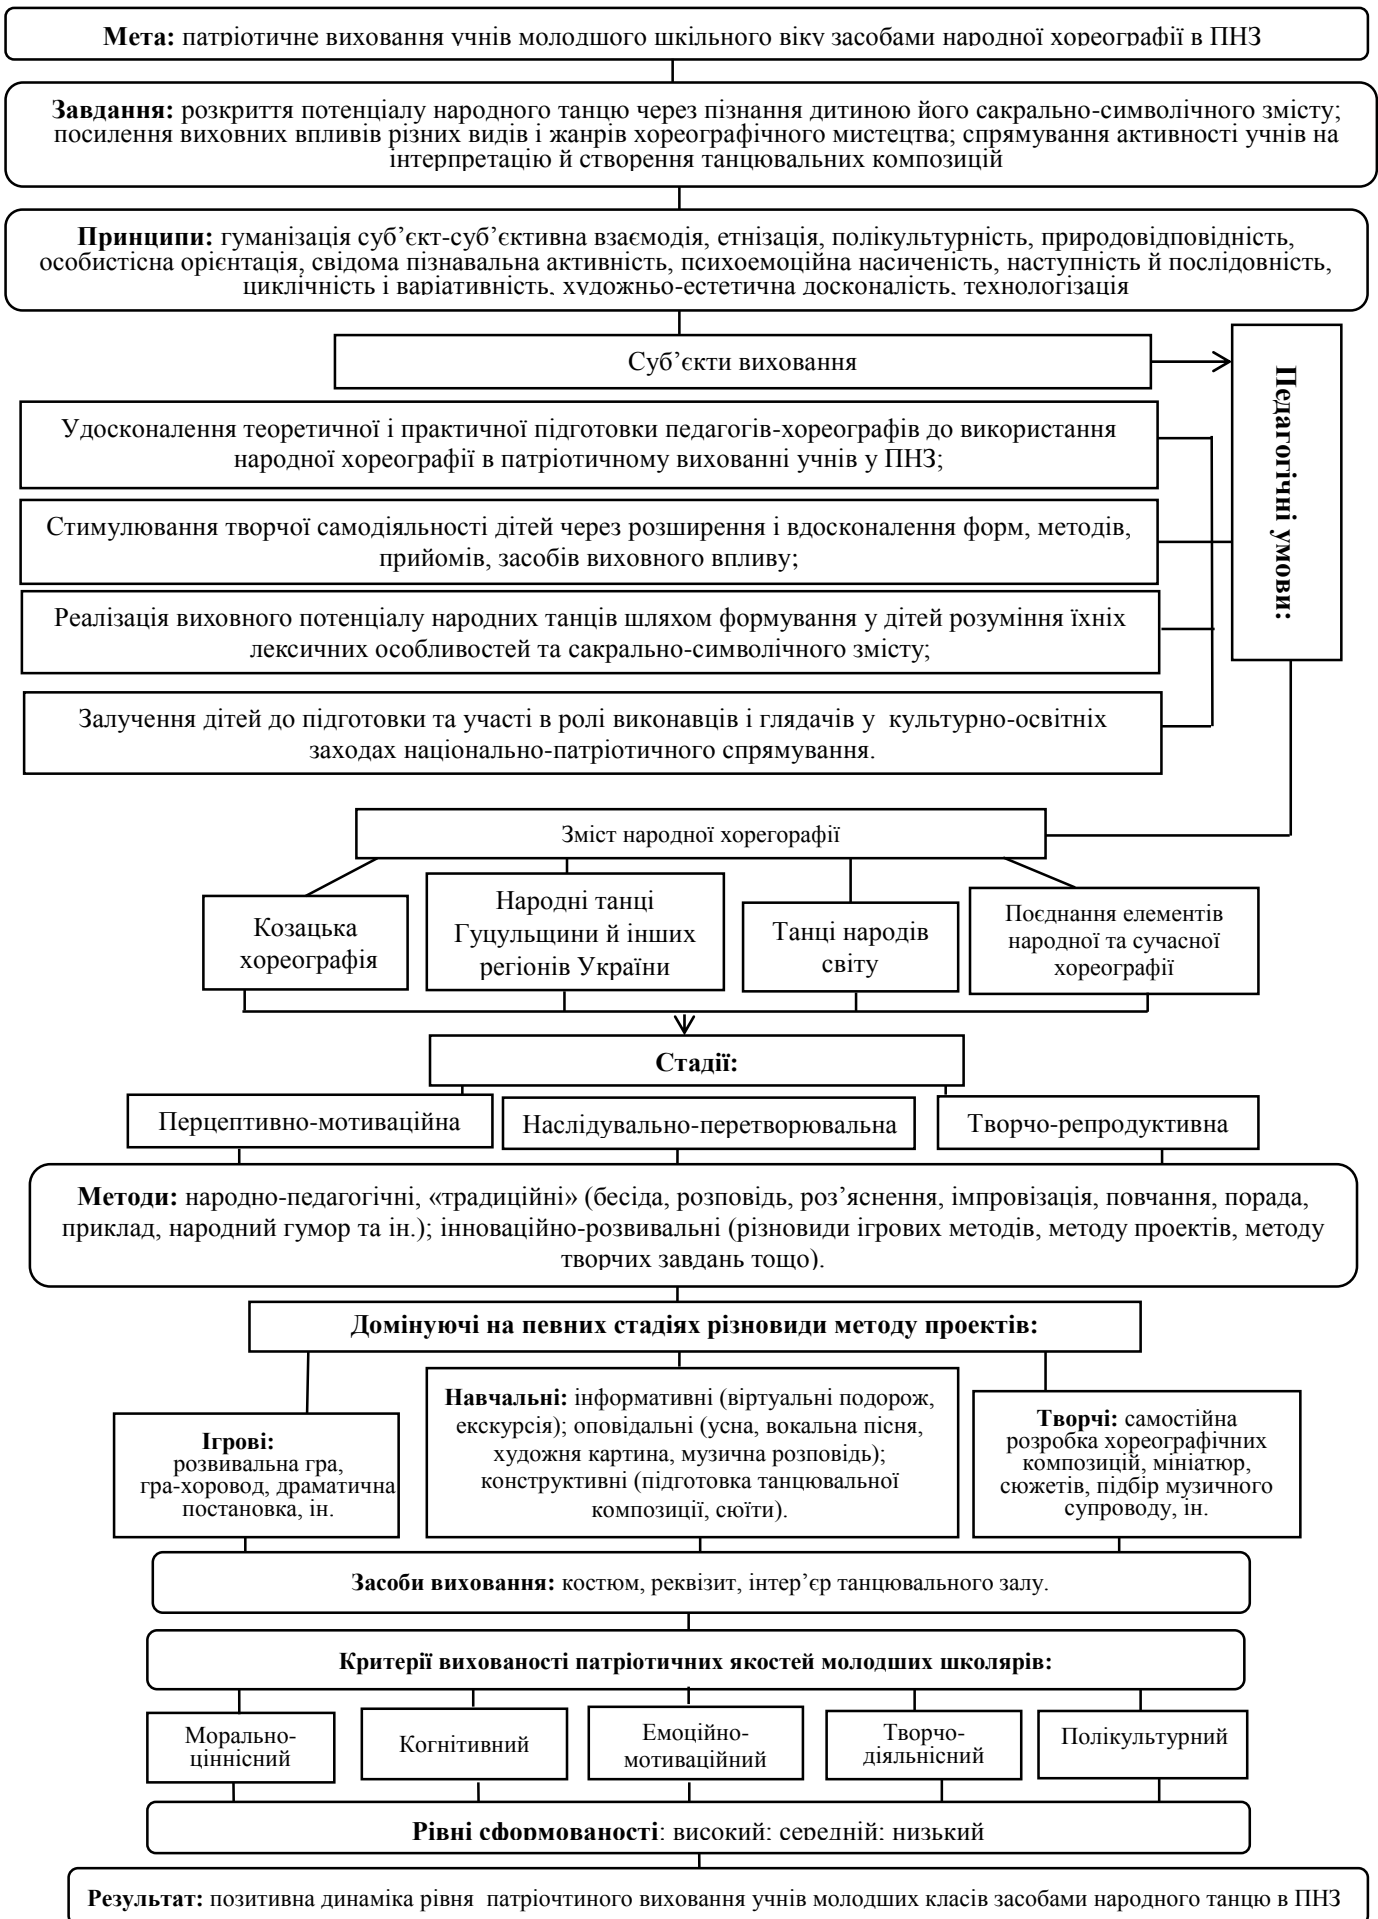 Мета: патріотичне виховання учнів молодшого шкільного віку засобами народної хореографії в ПНЗ
Завдання: розкриття потенціалу народного танцю через пізнання дитиною його сакрально-символічного змісту;
посилення виховних впливів різних видів і жанрів хореографічного мистецтва; спрямування активності учнів на
інтерпретацію й створення танцювальних композицій
Принципи: гуманізація суб’єкт-суб’єктивна взаємодія, етнізація, полікультурність, природовідповідність,
особистісна орієнтація, свідома пізнавальна активність, психоемоційна насиченість, наступність й послідовність,
циклічність і варіативність, художньо-естетична досконалість, технологізація
Суб’єкти виховання
Педагогічні умови:
Удосконалення теоретичної і практичної підготовки педагогів-хореографів до використання
народної хореографії в патріотичному вихованні учнів у ПНЗ;
Стимулювання творчої самодіяльності дітей через розширення і вдосконалення форм, методів,
прийомів, засобів виховного впливу;
Реалізація виховного потенціалу народних танців шляхом формування у дітей розуміння їхніх
лексичних особливостей та сакрально-символічного змісту;
Залучення дітей до підготовки та участі в ролі виконавців і глядачів у культурно-освітніх
заходах національно-патріотичного спрямування.
Зміст народної хорегорафії
Козацька
хореографія
Народні танці
Гуцульщини й інших
регіонів України
Танці народів
світу
Поєднання елементів
народної та сучасної
хореографії
Стадії:
Перцептивно-мотиваційна
Наслідувально-перетворювальна
Творчо-репродуктивна
Методи: народно-педагогічні, «традиційні» (бесіда, розповідь, роз’яснення, імпровізація, повчання, порада,
приклад, народний гумор та ін.); інноваційно-розвивальні (різновиди ігрових методів, методу проектів, методу
творчих завдань тощо).
Домінуючі на певних стадіях різновиди методу проектів:
Ігрові:
розвивальна гра,
гра-хоровод, драматична
постановка, ін.
Навчальні: інформативні (віртуальні подорож,
екскурсія); оповідальні (усна, вокальна пісня,
художня картина, музична розповідь);
конструктивні (підготовка танцювальної
композиції, сюїти).
Творчі: самостійна
розробка хореографічних
композицій, мініатюр,
сюжетів, підбір музичного
супроводу, ін.
Засоби виховання: костюм, реквізит, інтер’єр танцювального залу.
Критерії вихованості патріотичних якостей молодших школярів:
Морально-
ціннісний
Когнітивний
Емоційно-
мотиваційний
Творчо-
діяльнісний
Полікультурний
Рівні сформованості: високий; середній; низький
Результат: позитивна динаміка рівня патріочтиного виховання учнів молодших класів засобами народного танцю в ПНЗ